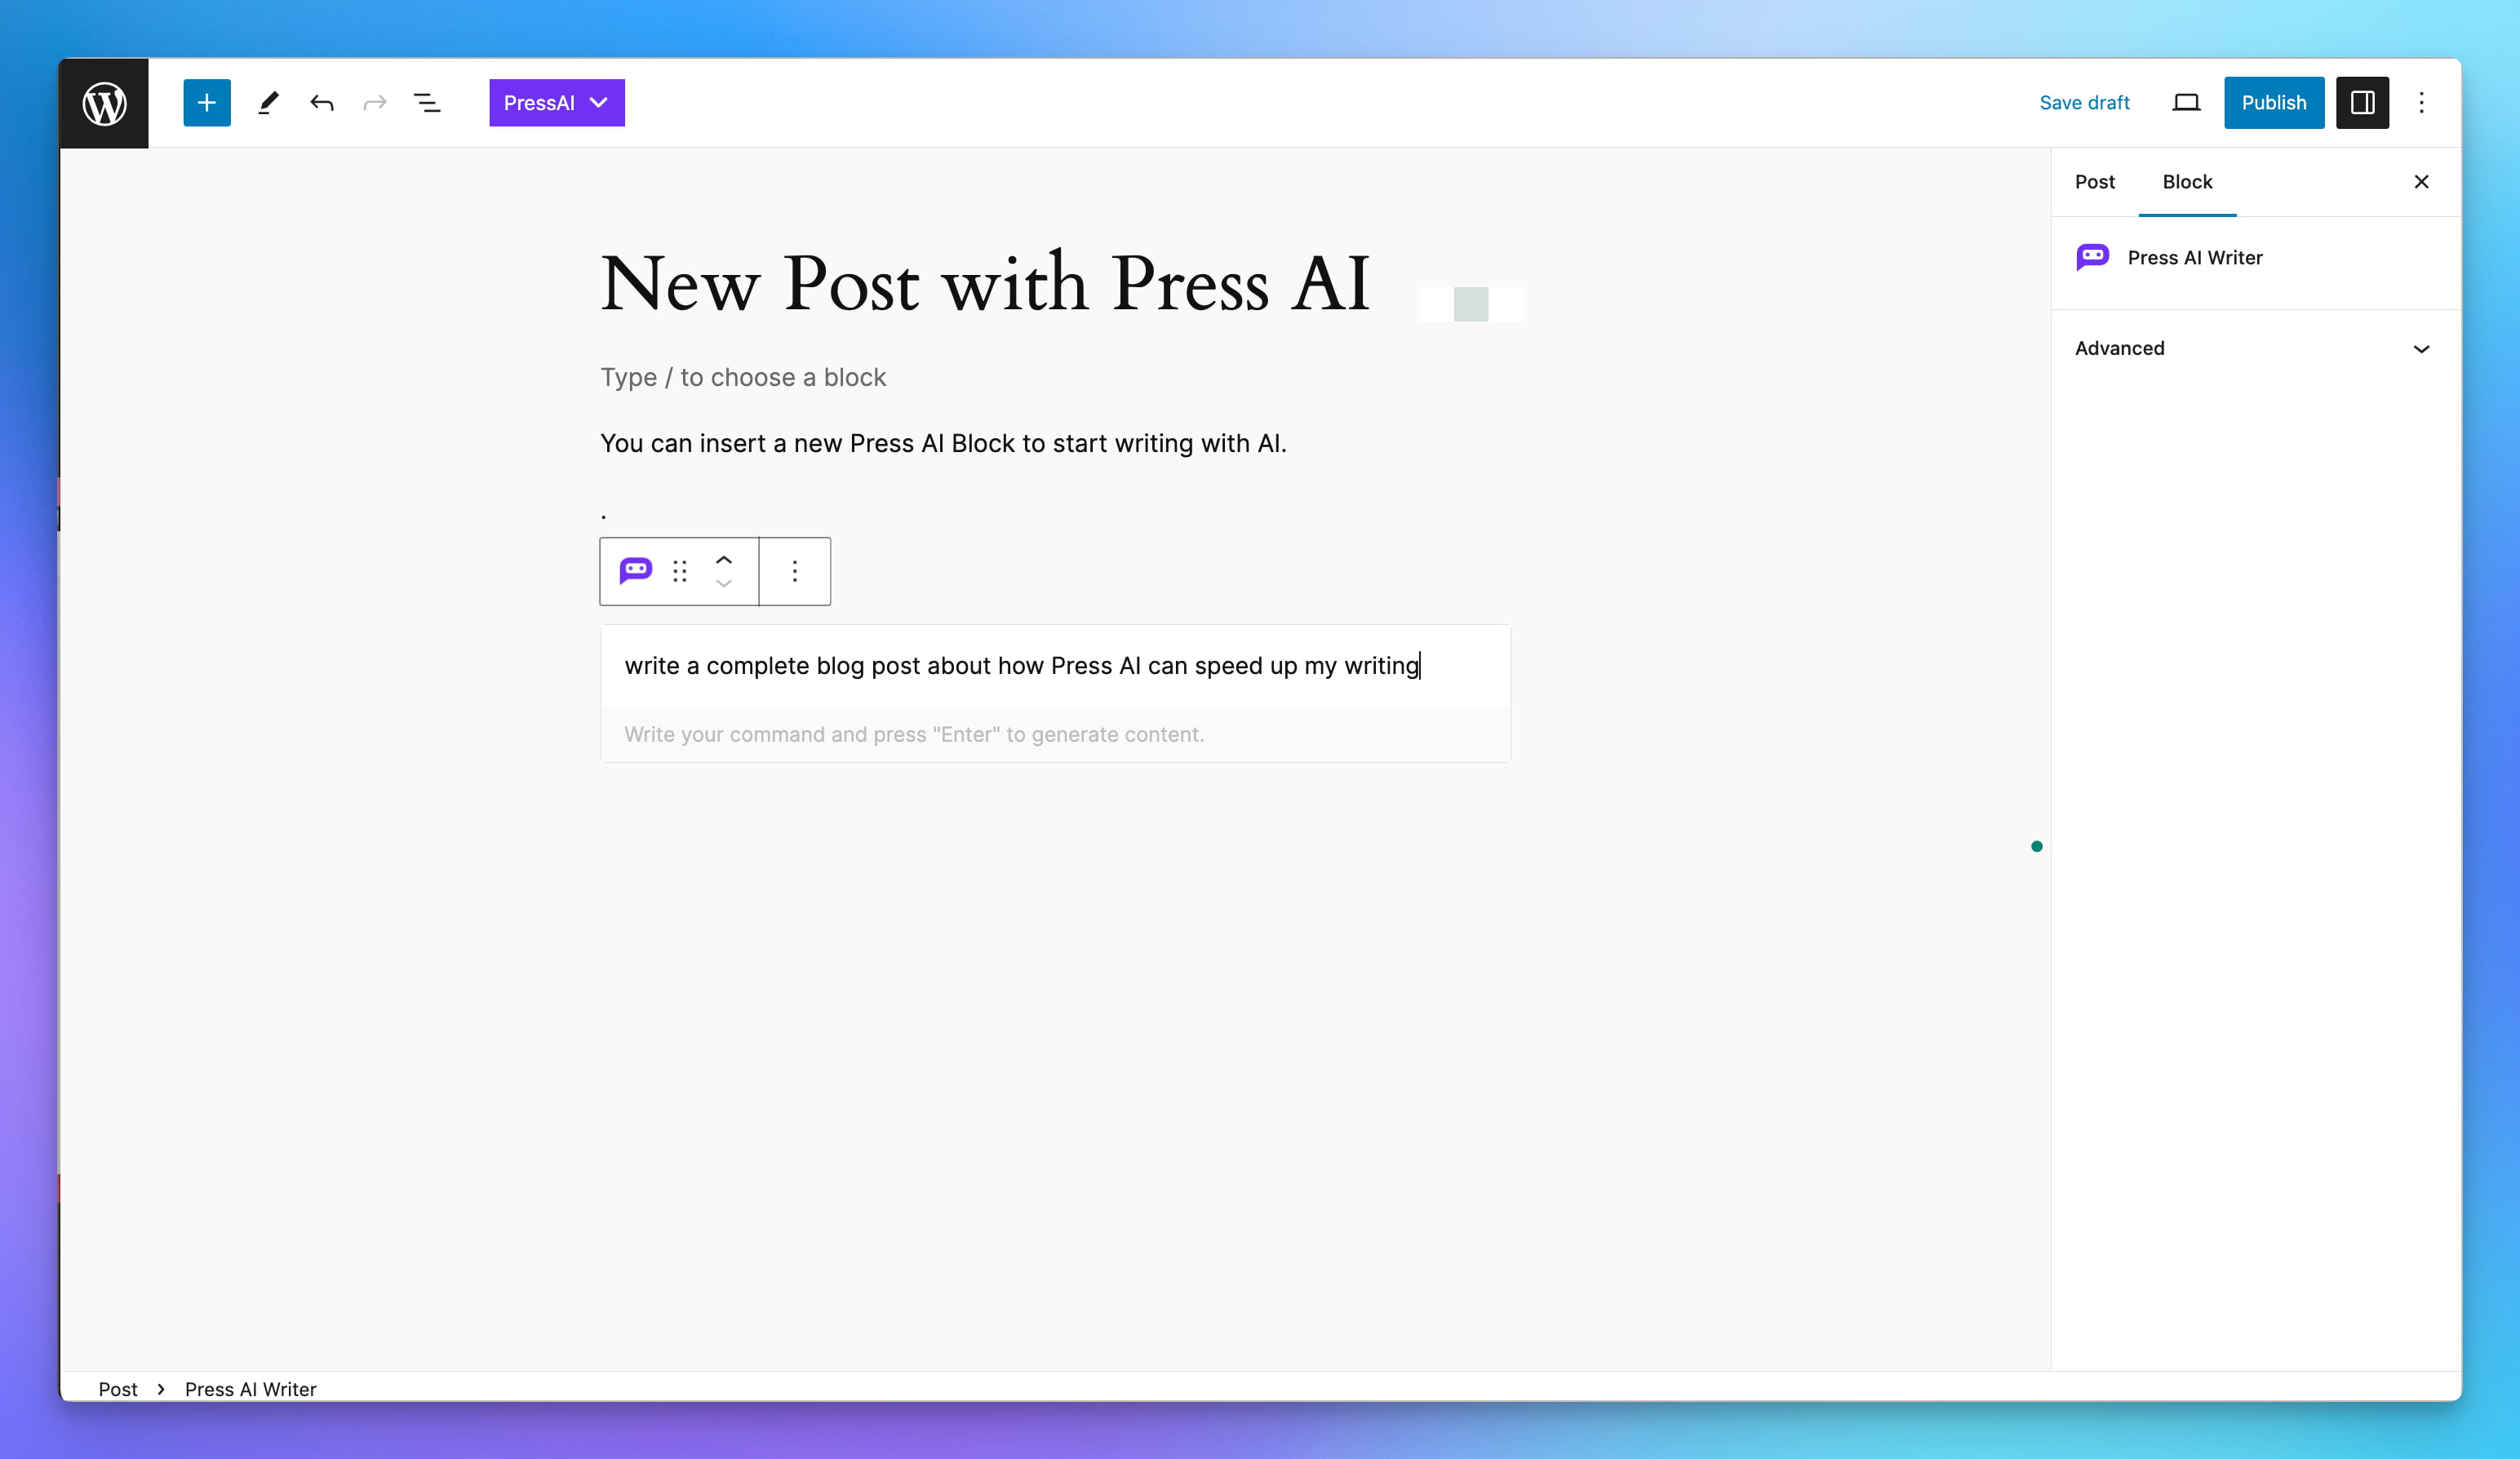 PressAI
Save draft
Publish
Post
Block
New Post with Press AI
Press AI Writer
Advanced
Type / to choose a block
You can insert a new Press AI Block to start writing with AI.
.
write a complete blog post about how Press AI can speed up my writing
Write your command and press "Enter" to generate content.
Post › Press AI Writer